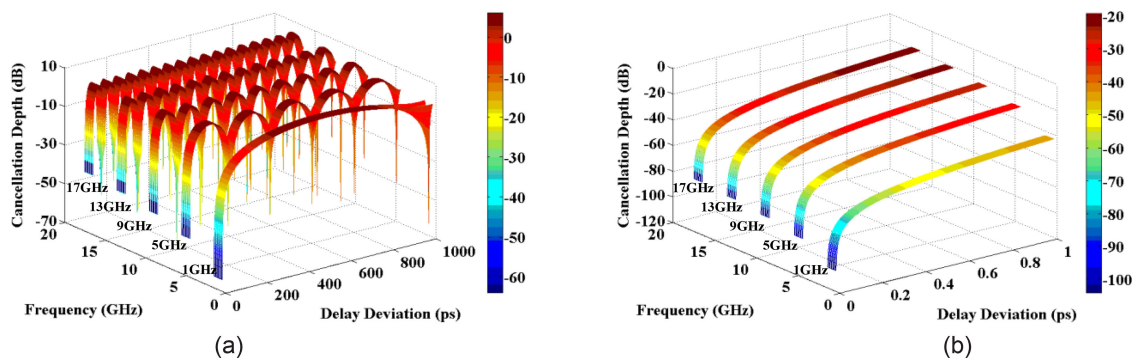 10
-10
-30
-50
-70
Cancellation Depth (dB)
20
15
10
5
0
Frequency (GHz)
0
200
400
600
800
1000
Delay Deviation (ps)
17GHz
13GHz
9GHz
5GHz
1GHz
0
-10
-20
-30
-40
-50
-60
(a)
0
-20
-40
-60
-80
-100
-120
Cancellation Depth (dB)
20
15
10
5
0
Frequency (GHz)
0
0.2
0.4
0.6
0.8
1
Delay Deviation (ps)
17GHz
13GHz
9GHz
5GHz
1GHz
-20
-30
-40
-50
-60
-70
-80
-90
-100
(b)